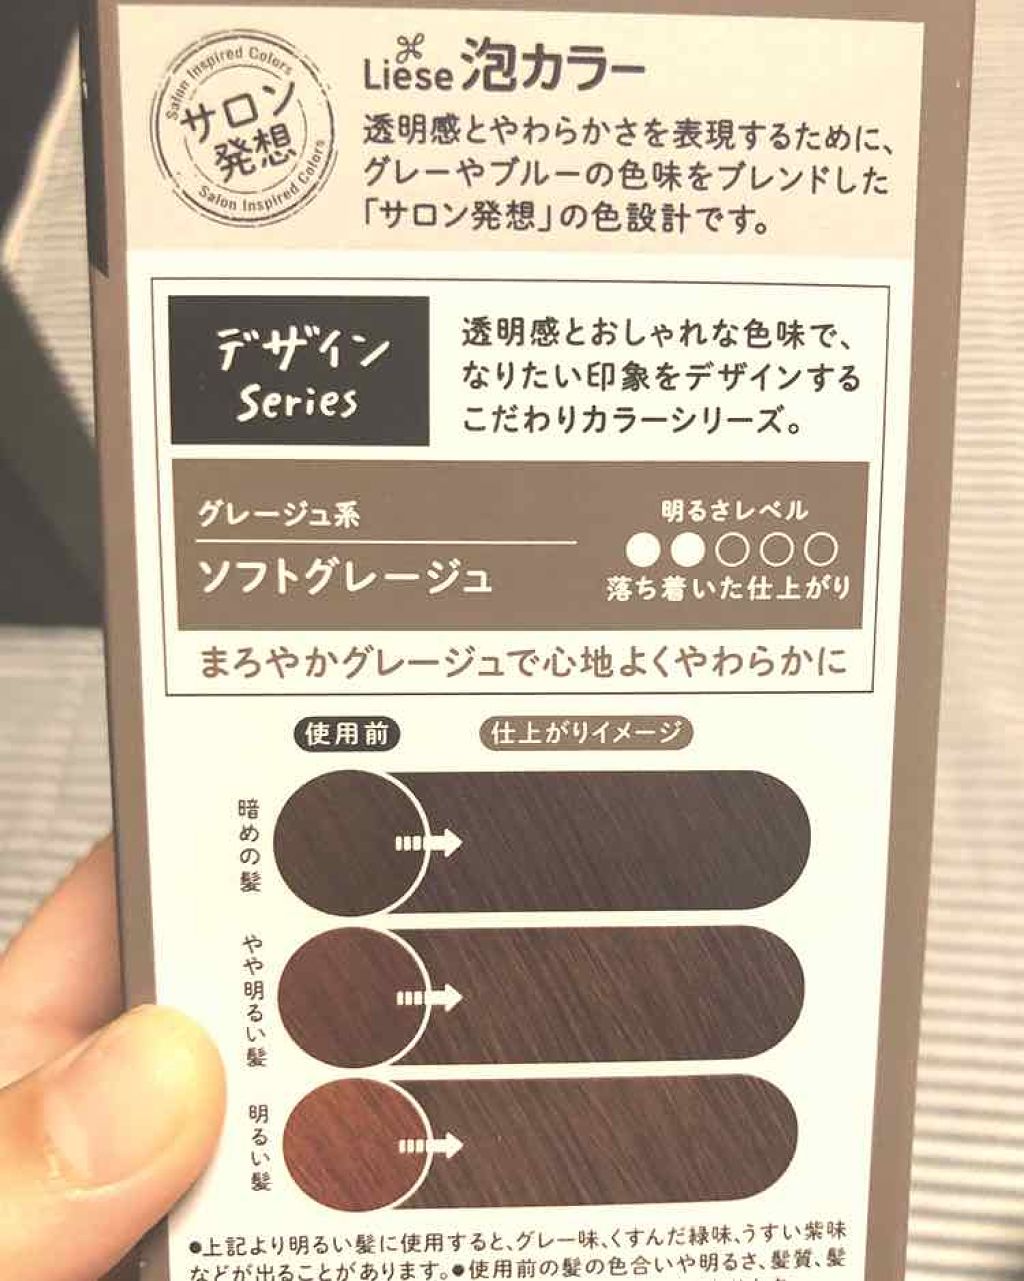 Salon Inspired Colors
サロン
発想
Salon Inspired Colors
Liese 泡カラー
透明感とやわらかさを表現するために、
グレーやブルーの色味をブレンドした
「サロン発想」の色設計です。
デザイン
Series
透明感とおしゃれな色味で、
なりたい印象をデザインする
こだわりカラーシリーズ。
グレージュ系
ソフトグレージュ
明るさレベル
落ち着いた仕上がり
まろやかグレージュで心地よくやわらかに
使用前
仕上がりイメージ
暗めの髪
やや明るい髪
明るい髪
●上記より明るい髪に使用すると、グレー味、くすんだ緑味、うすい紫味
などが出ることがあります。●使用前の髪の色合いや明るさ、髪質、髪